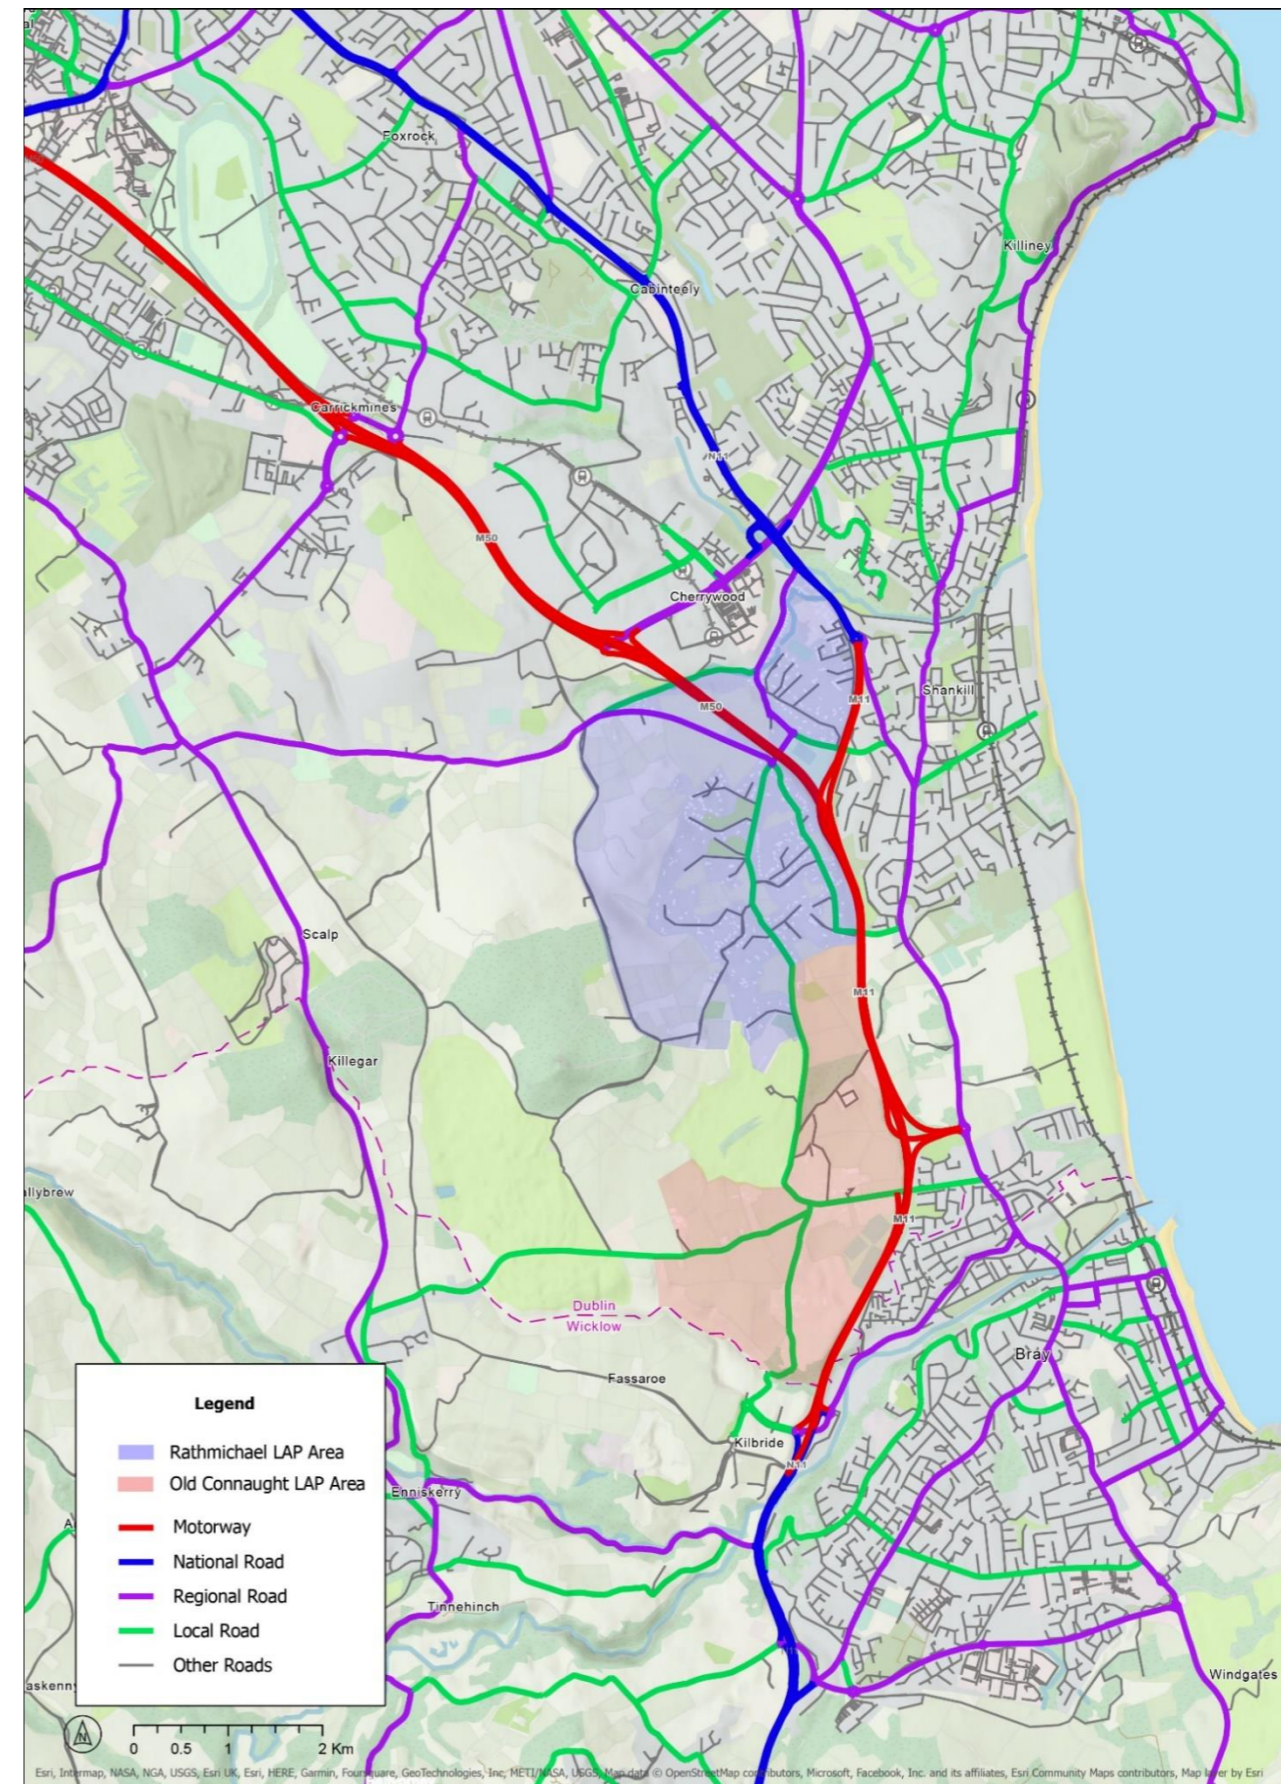 Foxrock
Killiney
Cabinteely
Carrickmines
N11
M50
Cherrywood
Shankill
M11
M50
Scalp
M11
Killegar
allybrew
M11
Dublin
Wicklow
Bray
Fassaroe
Kilbride
N11
Enniskerry
Tinnehinch
Windgates
askenny
Legend
Rathmichael LAP Area
Old Connaught LAP Area
Motorway
National Road
Regional Road
Local Road
Other Roads
N
0 0.5 1 2 Km
Esri, Intermap, NASA, NGA, USGS, Esri UK, Esri, HERE, Garmin, Foursquare, GeoTechnologies, Inc, METI/NASA, USGS, Map data © OpenStreetMap contributors, Microsoft, Facebook, Inc. and its affiliates, Esri Community Maps contributors, Map layer by Esri